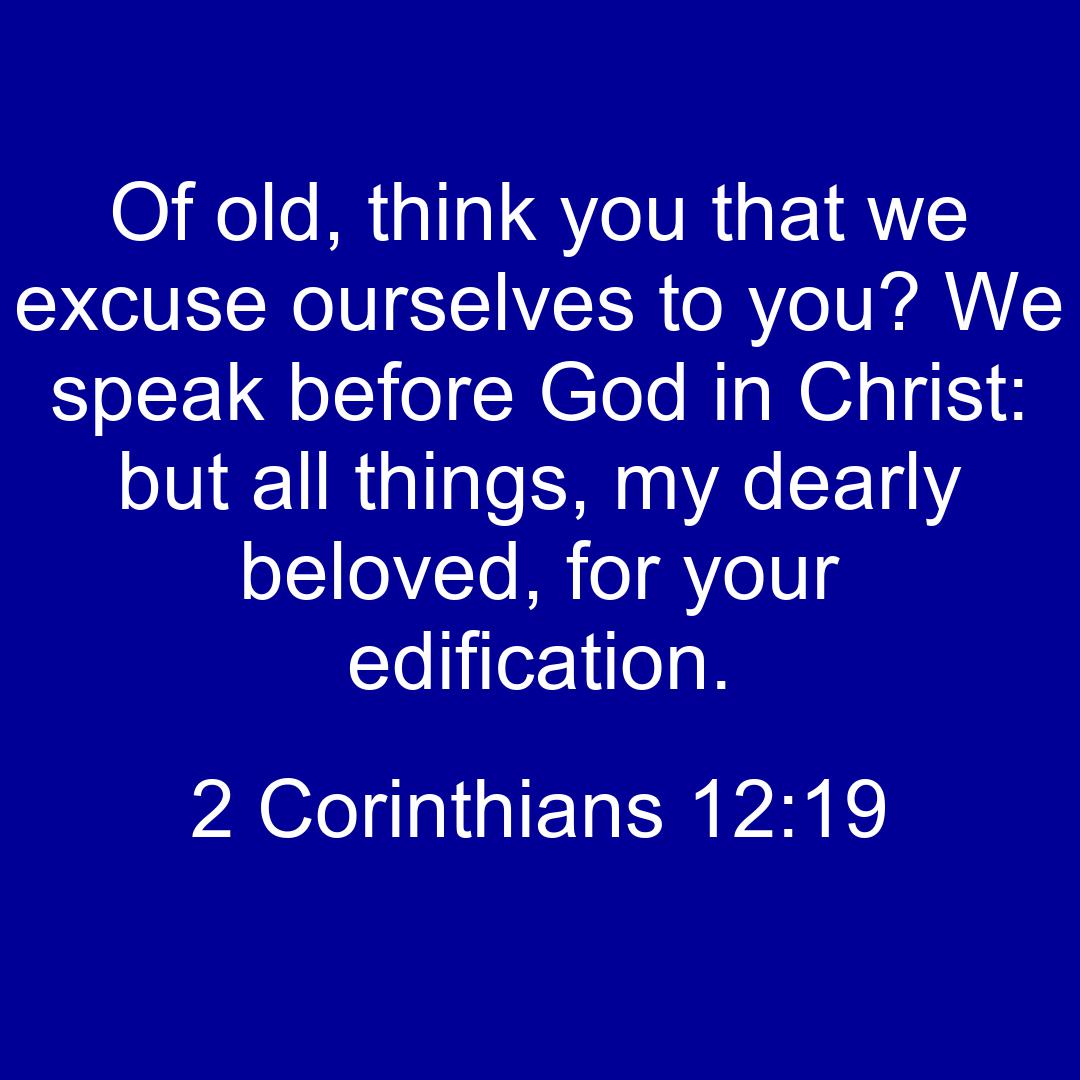 Of old, think you that we
excuse ourselves to you? We
speak before God in Christ:
but all things, my dearly
beloved, for your
edification.
2 Corinthians 12:19